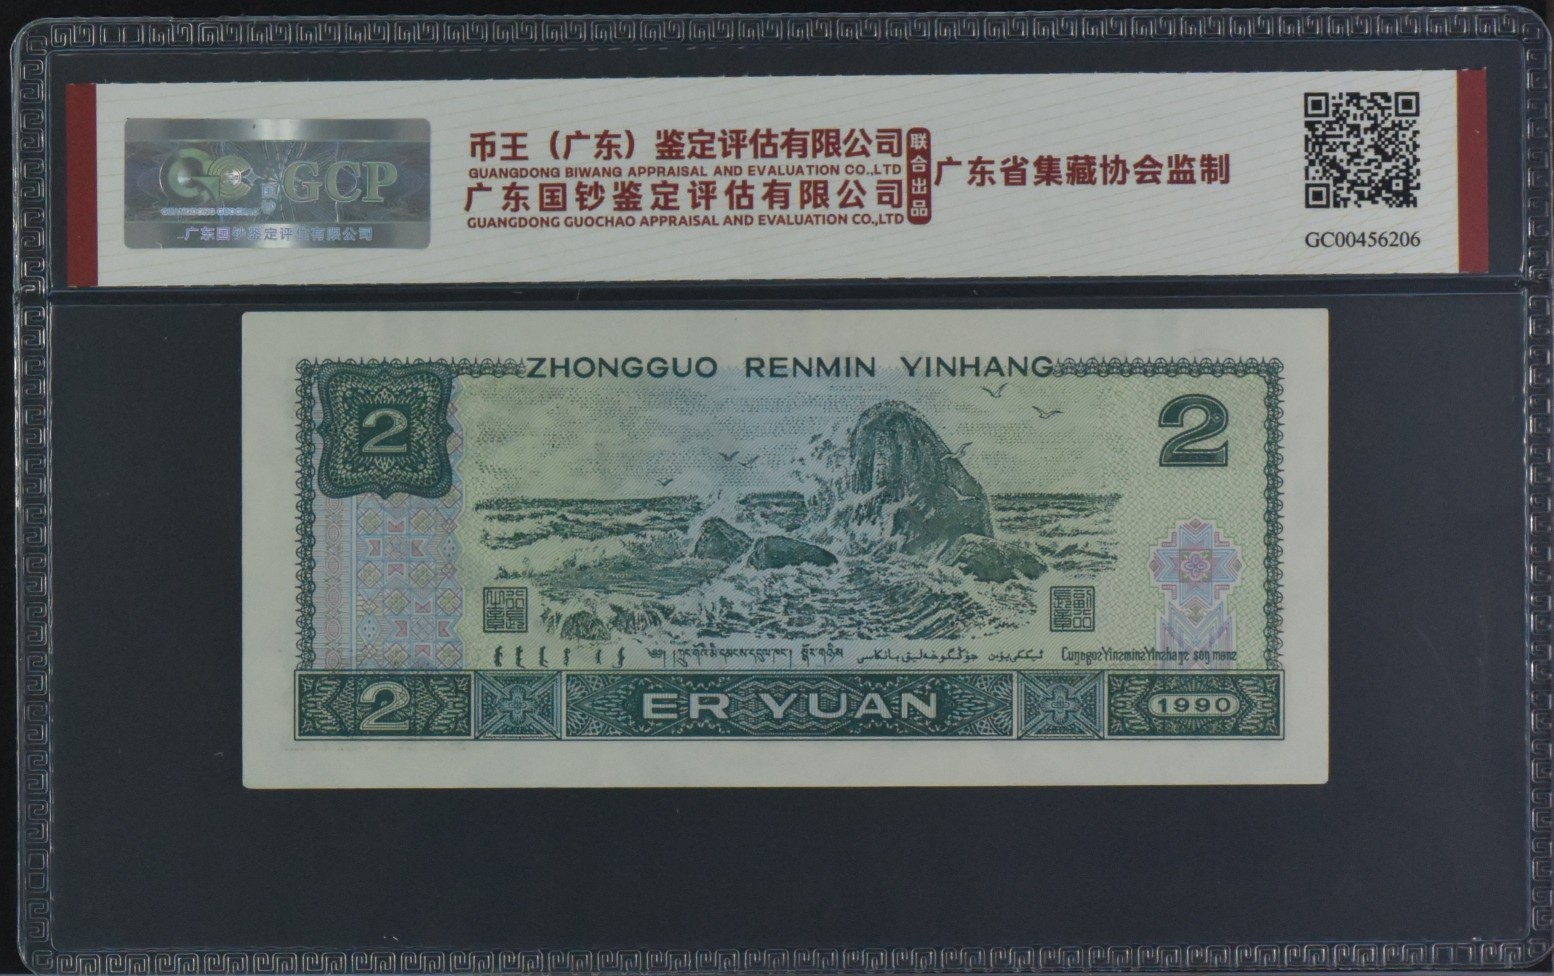 GCP
GUANGDONG GUOCHAO
广东国钞鉴定评估有限公司
币王（广东）鉴定评估有限公司
GUANGDONG BIWANG APPRAISAL AND EVALUATION CO.,LTD
广东国钞鉴定评估有限公司
GUANGDONG GUOCHAO APPRAISAL AND EVALUATION CO.,LTD
联合出品
广东省集藏协会监制
GC00456206
ZHONGGUO RENMIN YINHANG
2
2
2
ER YUAN
1990